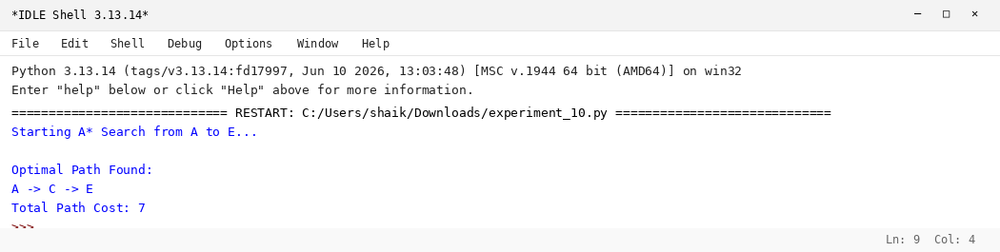 *IDLE Shell 3.13.14*
File Edit Shell Debug Options Window Help
Python 3.13.14 (tags/v3.13.14:fd17997, Jun 10 2026, 13:03:48) [MSC v.1944 64 bit (AMD64)] on win32
Enter "help" below or click "Help" above for more information.
============================= RESTART: C:/Users/shaik/Downloads/experiment_10.py =============================
Starting A* Search from A to E...
Optimal Path Found:
A -> C -> E
Total Path Cost: 7
>>>
Ln: 9 Col: 4